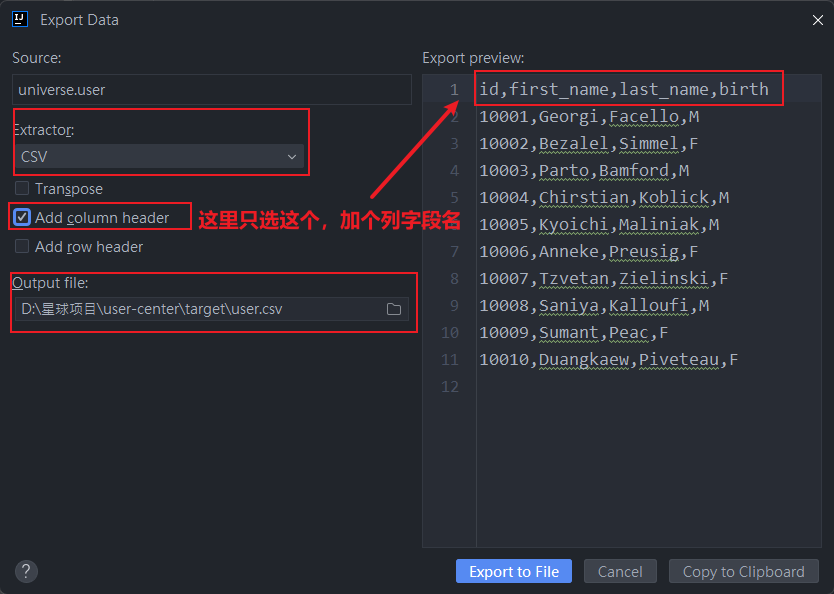 Export Data
Source:
universe.user
Extractor:
CSV
Transpose
Add column header
这里只选这个，加个列字段名
Add row header
Output file:
D:\星球项目\user-center\target\user.csv
Export preview:
1 id,first_name,last_name,birth
2 10001,Georgi,Facello,M
3 10002,Bezalel,Simmel,F
4 10003,Parto,Bamford,M
5 10004,Chirstian,Koblick,M
10005,Kyoichi,Maliniak,M
7 10006,Anneke,Preusig,F
8 10007,Tzvetan,Zielinski,F
9 10008,Saniya,Kalloufi,M
10 10009,Sumant,Peac,F
11 10010,Duangkaew,Piveteau,F
12
?
Export to File
Cancel
Copy to Clipboard